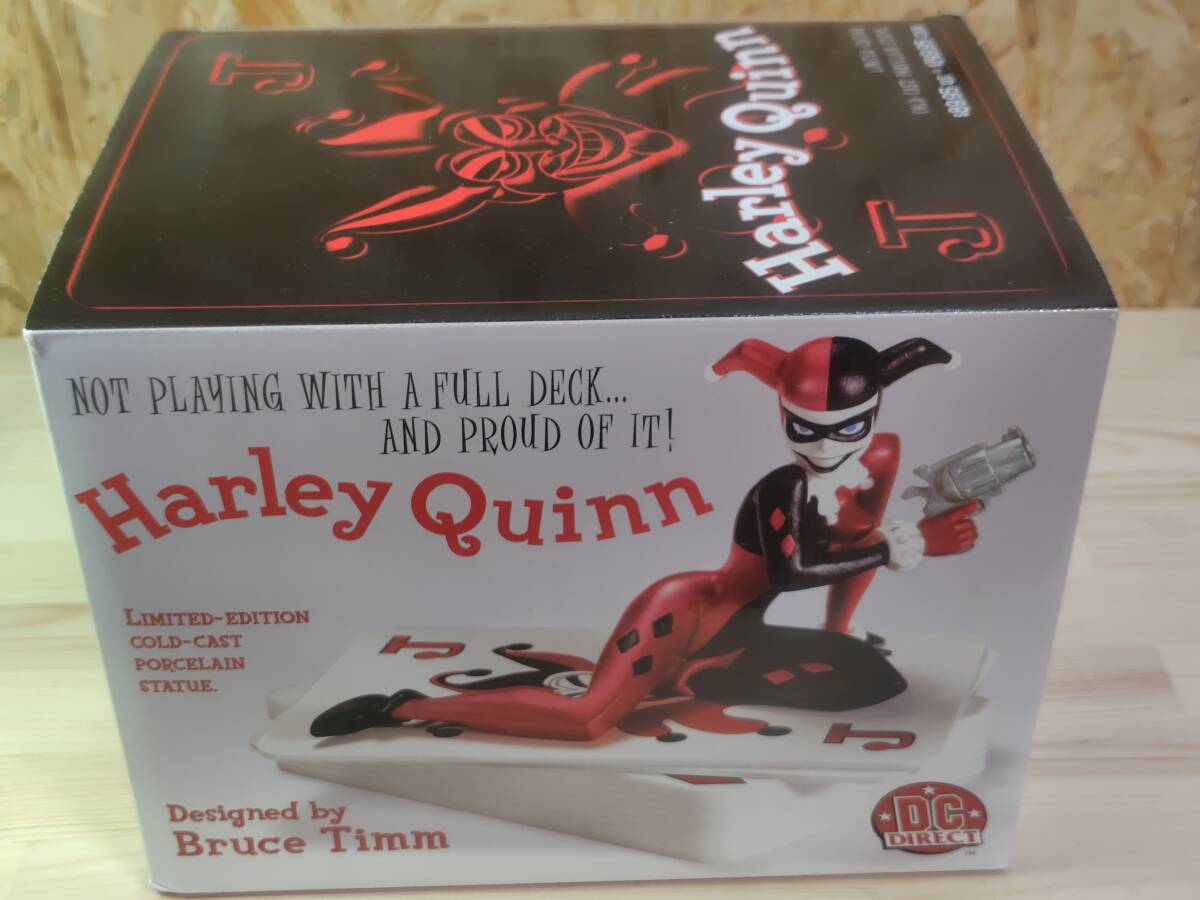 J
Harley Quinn
J
NOT PLAYING WITH A FULL DECK...
AND PROUD OF IT!
Harley Quinn
LIMITED-EDITION
COLD-CAST
PORCELAIN
STATUE.
J
J
Designed by
Bruce Timm
DC
DIRECT
TM